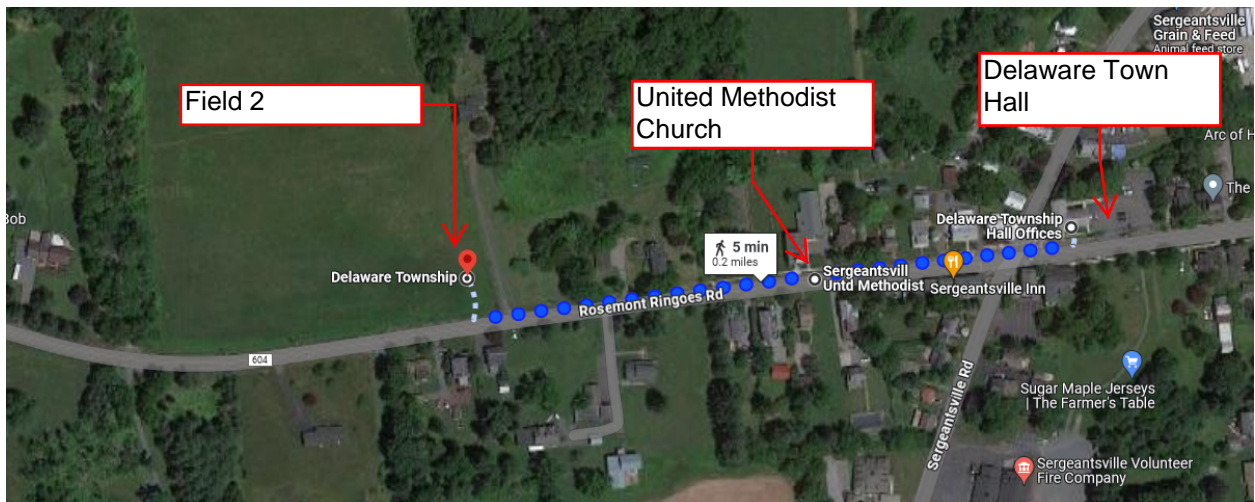 Sergeantsville
Grain & Feed
Animal feed store
Delaware Town
Hall
Field 2
United Methodist
Church
Arc of H
The
Bob
Delaware Township
Hall Offices
5 min
0.2 miles
Delaware Township
Sergeantsvill
Untd Methodist
Sergeantsville Inn
Rosemont Ringoes Rd
604
Sergeantsville Rd
Sugar Maple Jerseys
| The Farmer's Table
Sergeantsville Volunteer
Fire Company